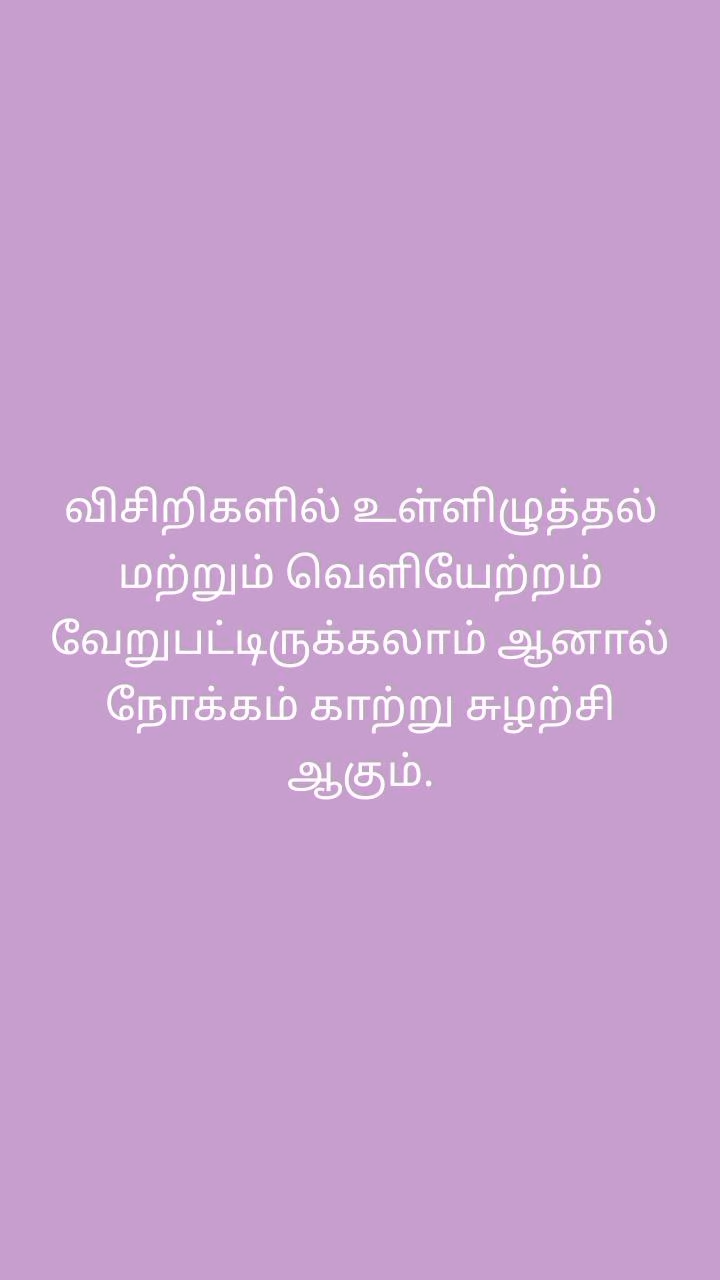 விசிறிகளில் உள்ளிழுத்தல்
மற்றும் வெளியேற்றம்
வேறுபட்டிருக்கலாம் ஆனால்
நோக்கம் காற்று சுழற்சி
ஆகும்.